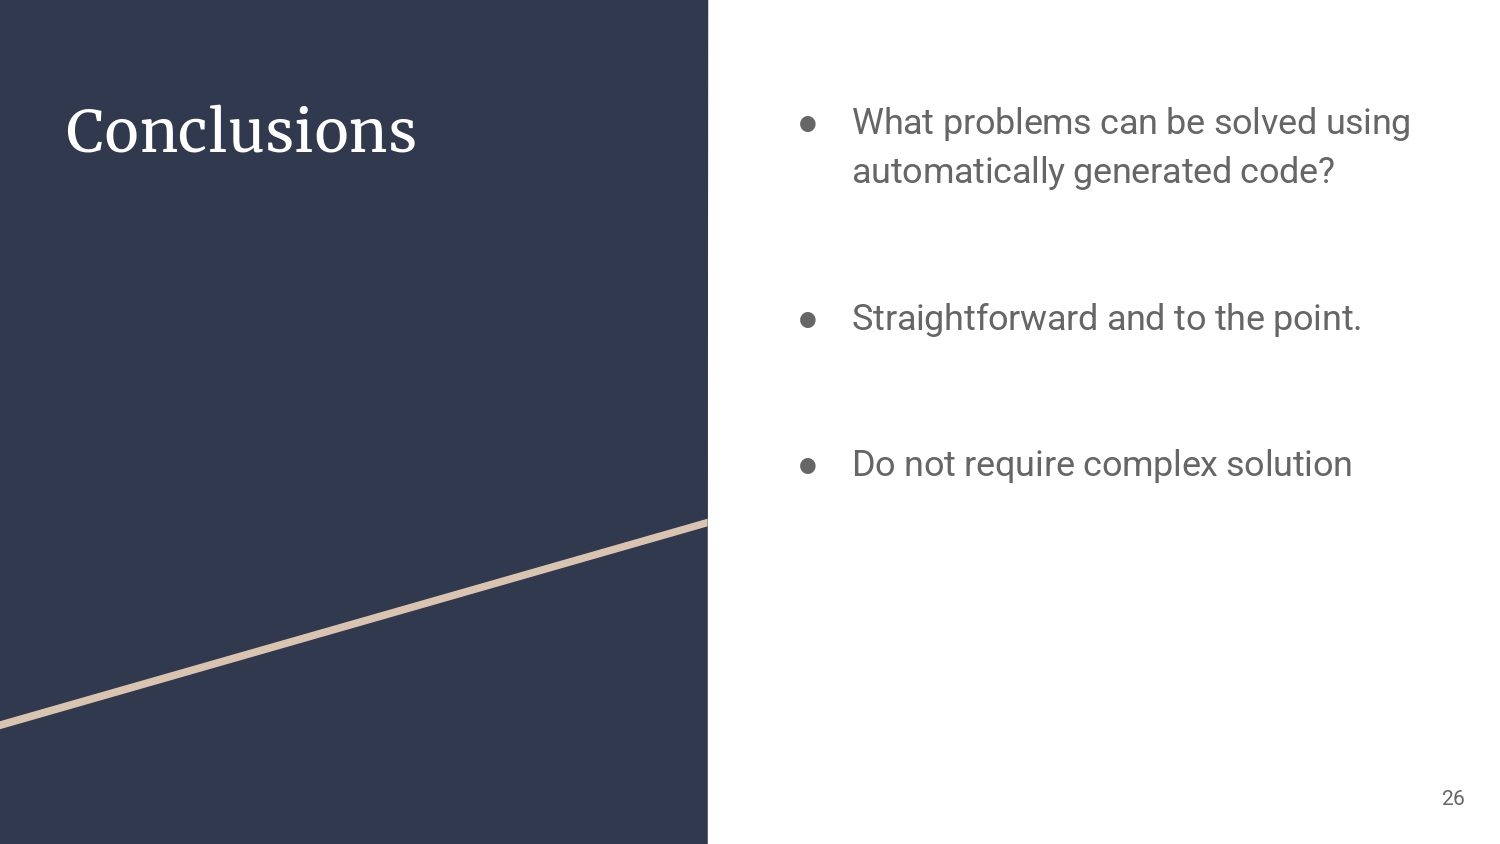 Conclusions
● What problems can be solved using
automatically generated code?
● Straightforward and to the point.
● Do not require complex solution
26